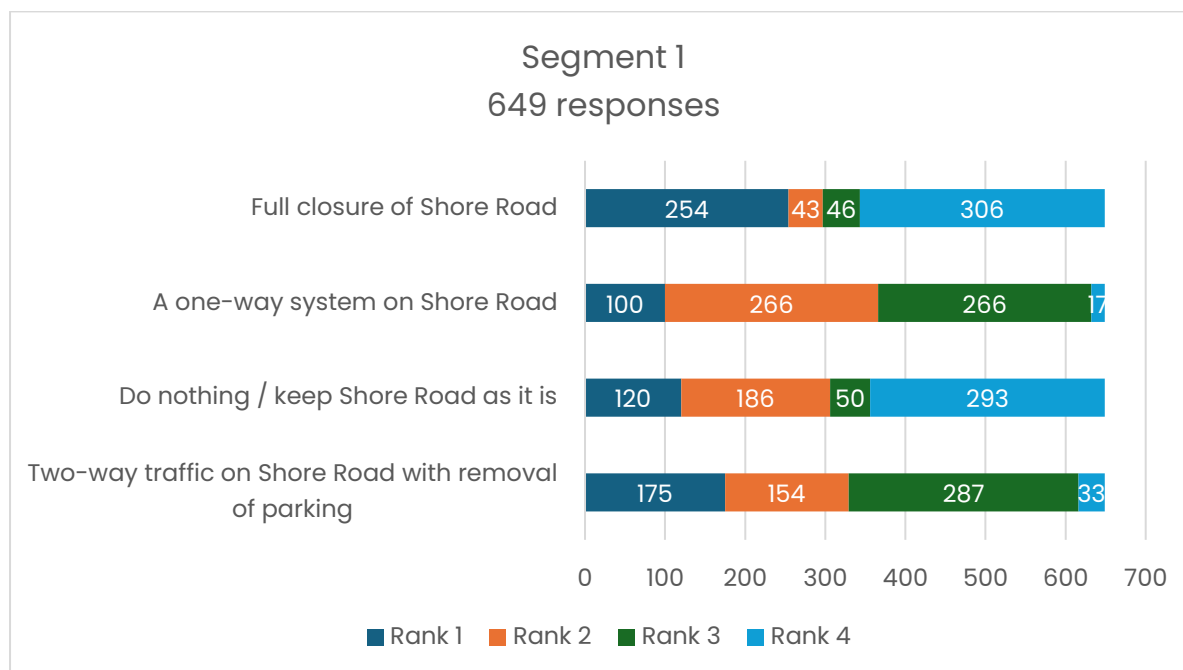 Segment 1
649 responses
Full closure of Shore Road
254 43 46 306
A one-way system on Shore Road
100 266 266 17
Do nothing / keep Shore Road as it is
120 186 50 293
Two-way traffic on Shore Road with removal
of parking
175 154 287 33
0 100 200 300 400 500 600 700
Rank 1 Rank 2 Rank 3 Rank 4